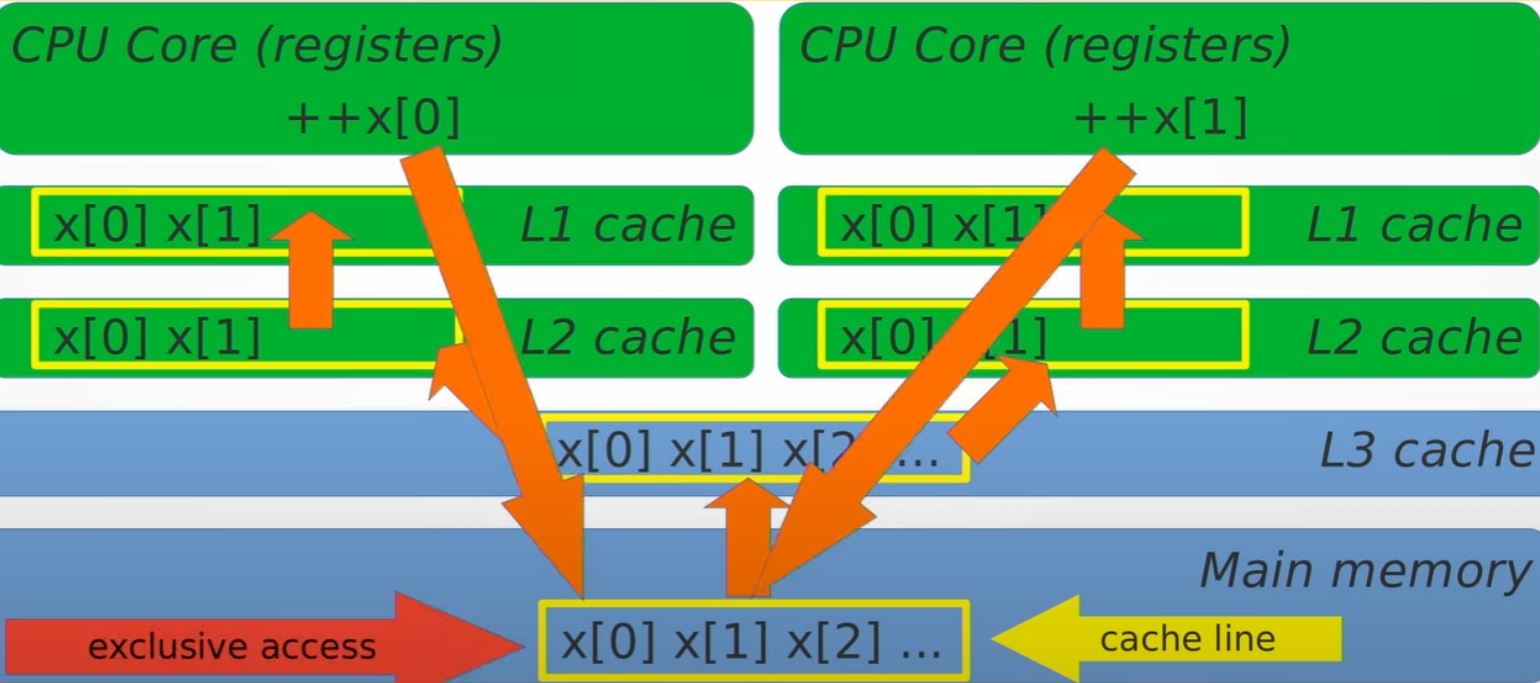 CPU Core (registers)
++x[0]
CPU Core (registers)
++x[1]
x[0] x[1] L1 cache
x[0] x[1] L1 cache
x[0] x[1] L2 cache
x[0] x[1] L2 cache
x[0] x[1] x[2 ... L3 cache
Main memory
exclusive access
x[0] x[1] x[2] ...
cache line